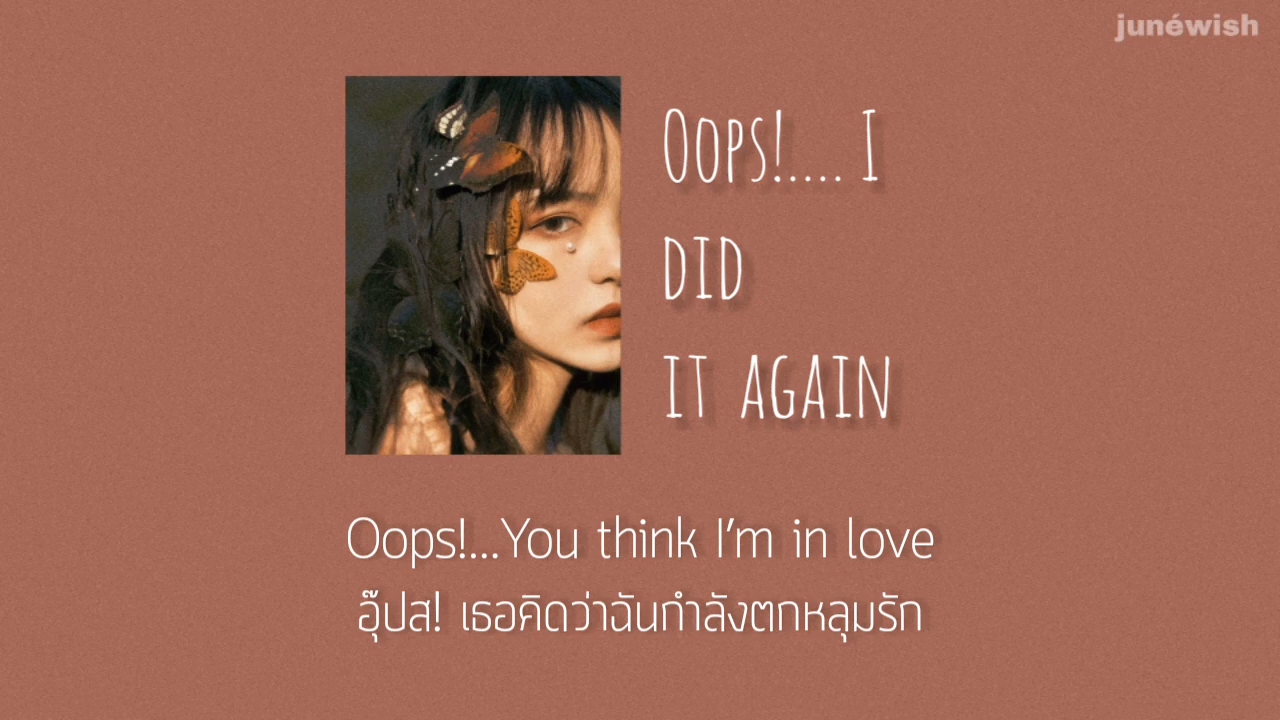 junéwish
Oops!..... I
DID
IT AGAIN
Oops!...You think I'm in love
อุ๊ปส! เธอคิดว่าฉันกำลังตกหลุมรัก